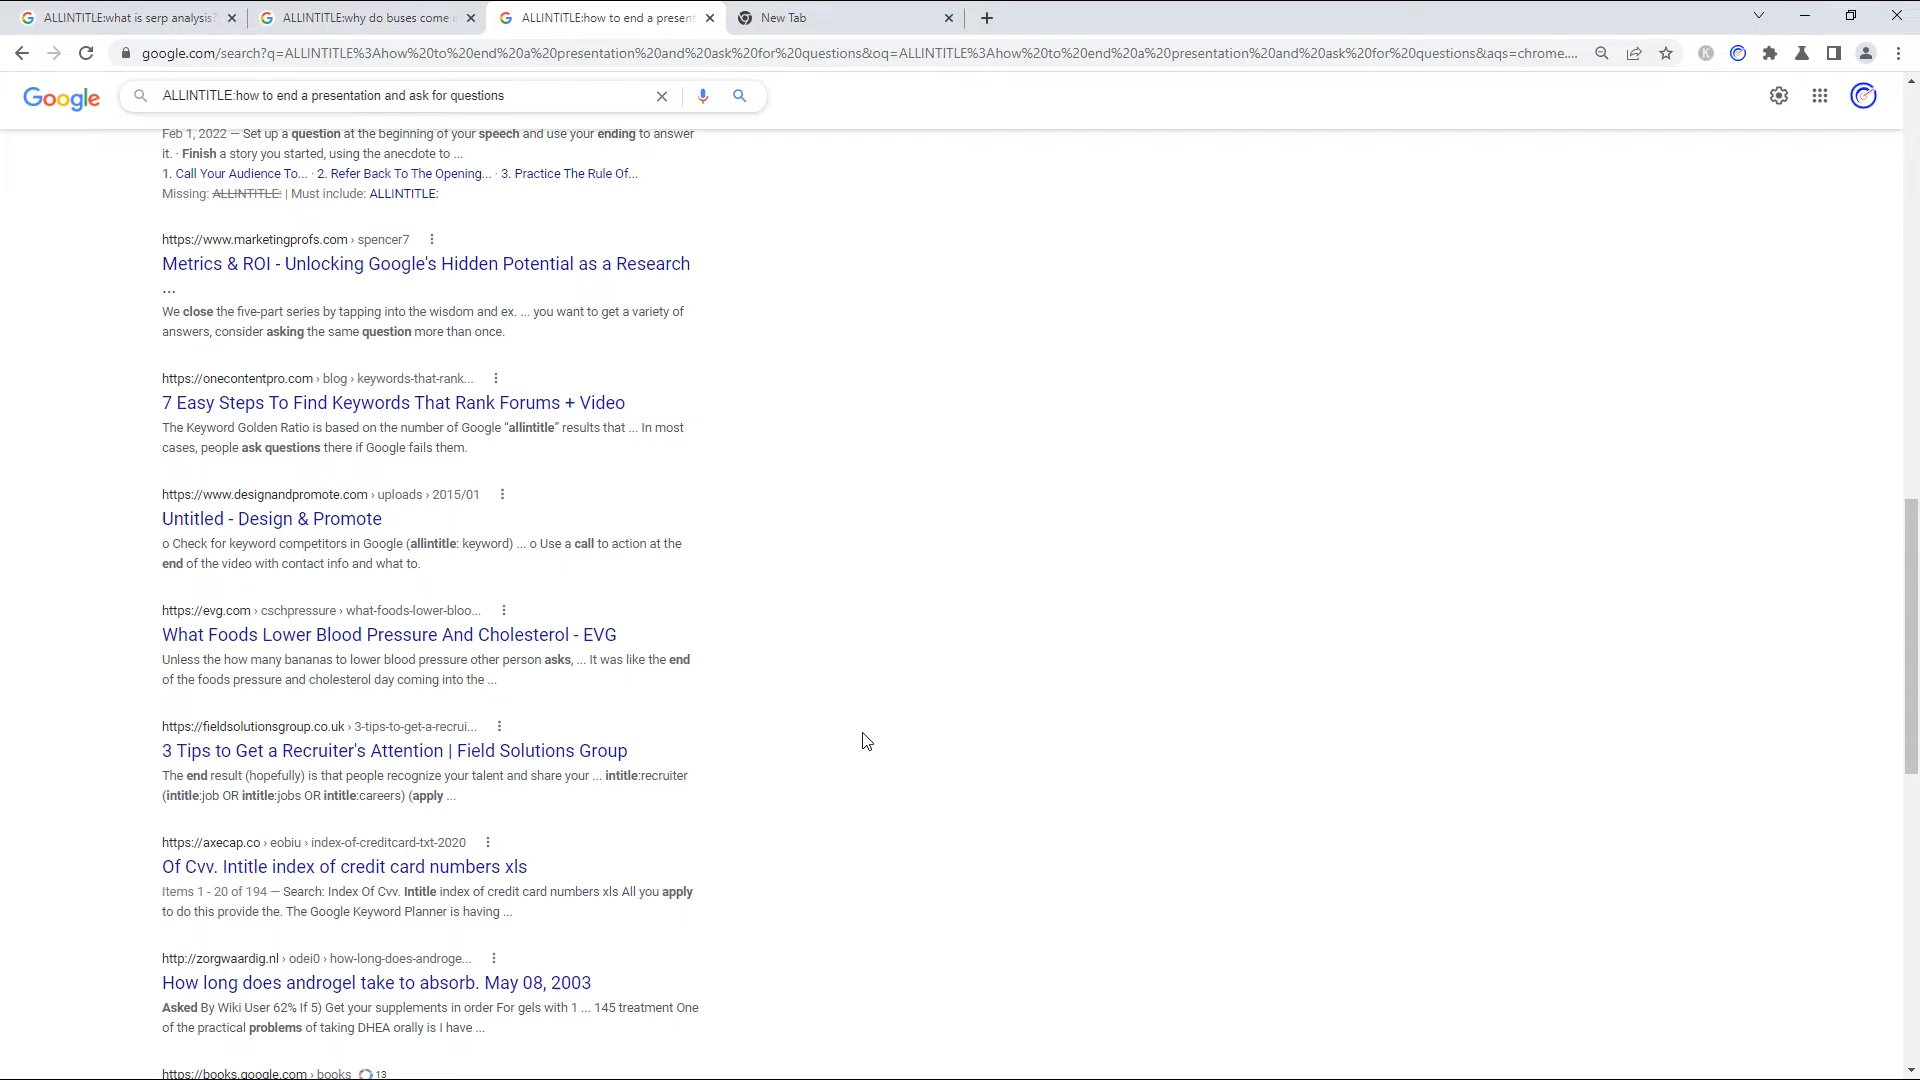 ALLINTITLE:what is serp analysis?
ALLINTITLE:why do buses come i
ALLINTITLE:how to end a present
New Tab
google.com/search?q=ALLINTITLE%3Ahow%20to%20end%20a%20presentation%20and%20ask%20for%20questions&oq=ALLINTITLE%3Ahow%20to%20end%20a%20presentation%20and%20ask%20for%20questions&aqs=chrome....
K
Google
ALLINTITLE:how to end a presentation and ask for questions
Feb 1, 2022 — Set up a question at the beginning of your speech and use your ending to answer
it. · Finish a story you started, using the anecdote to ...
1. Call Your Audience To... · 2. Refer Back To The Opening... · 3. Practice The Rule Of...
Missing: ALLINTITLE: | Must include: ALLINTITLE:
https://www.marketingprofs.com › spencer7
Metrics & ROI - Unlocking Google's Hidden Potential as a Research
...
We close the five-part series by tapping into the wisdom and ex. ... you want to get a variety of
answers, consider asking the same question more than once.
https://onecontentpro.com › blog › keywords-that-rank...
7 Easy Steps To Find Keywords That Rank Forums + Video
The Keyword Golden Ratio is based on the number of Google “allintitle” results that ... In most
cases, people ask questions there if Google fails them.
https://www.designandpromote.com › uploads › 2015/01
Untitled - Design & Promote
o Check for keyword competitors in Google (allintitle: keyword) ... o Use a call to action at the
end of the video with contact info and what to.
https://evg.com › cschpressure › what-foods-lower-bloo...
What Foods Lower Blood Pressure And Cholesterol - EVG
Unless the how many bananas to lower blood pressure other person asks, ... It was like the end
of the foods pressure and cholesterol day coming into the ...
https://fieldsolutionsgroup.co.uk › 3-tips-to-get-a-recrui...
3 Tips to Get a Recruiter's Attention | Field Solutions Group
The end result (hopefully) is that people recognize your talent and share your ... intitle:recruiter
(intitle:job OR intitle:jobs OR intitle:careers) (apply ...
https://axecap.co › eobiu › index-of-creditcard-txt-2020
Of Cvv. Intitle index of credit card numbers xls
Items 1 - 20 of 194 — Search: Index Of Cvv. Intitle index of credit card numbers xls All you apply
to do this provide the. The Google Keyword Planner is having ...
http://zorgwaardig.nl › odei0 › how-long-does-androge...
How long does androgel take to absorb. May 08, 2003
Asked By Wiki User 62% If 5) Get your supplements in order For gels with 1 ... 145 treatment One
of the practical problems of taking DHEA orally is I have ...
https://books.google.com › books 13